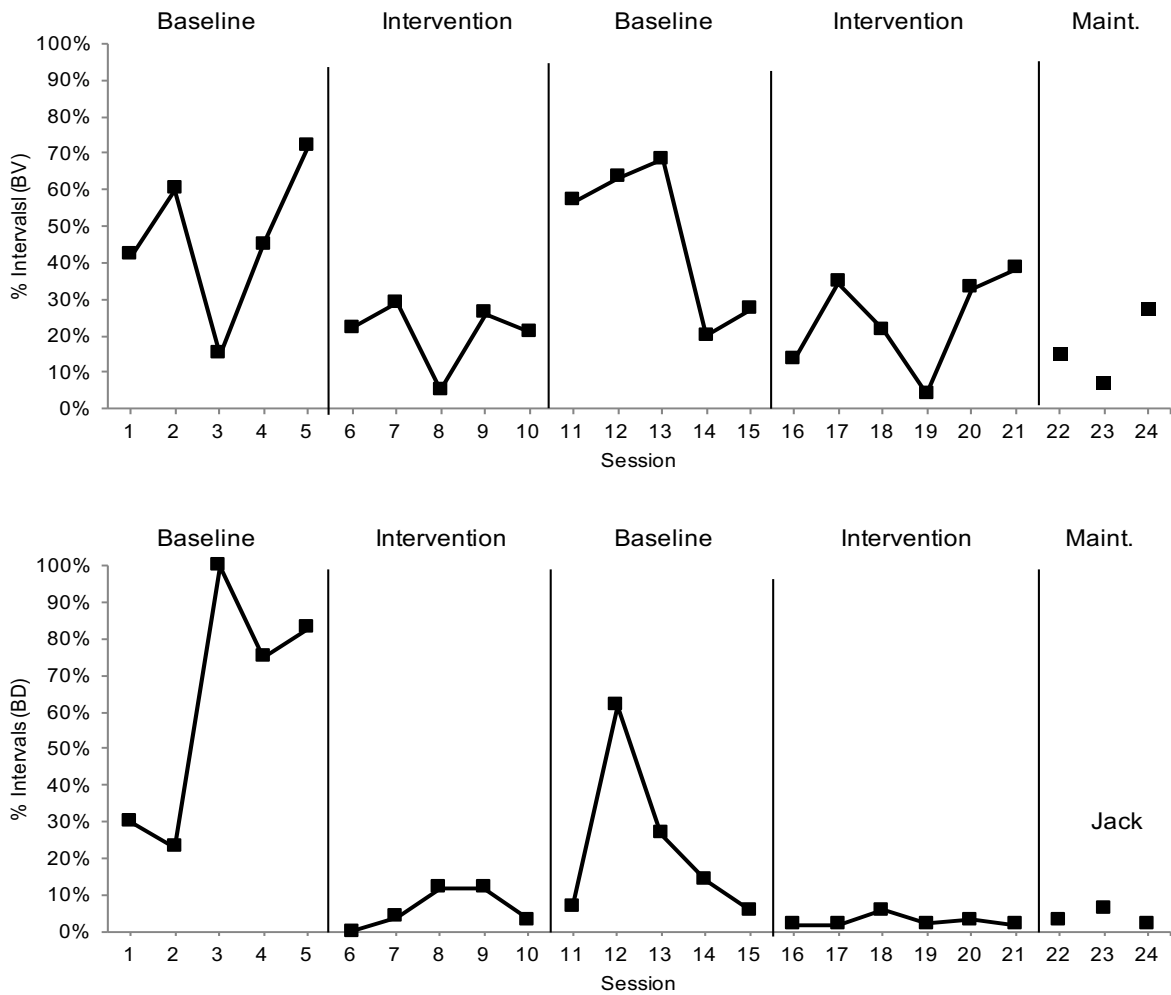 Baseline Intervention Baseline Intervention Maint.
100%
90%
80%
70%
60%
50%
40%
30%
20%
10%
0%
% Intervalsl (BV)
1 2 3 4 5 6 7 8 9 10 11 12 13 14 15 16 17 18 19 20 21 22 23 24
Session
Baseline Intervention Baseline Intervention Maint.
100%
90%
80%
70%
60%
50%
40%
30%
20%
10%
0%
% Intervals (BD)
Jack
1 2 3 4 5 6 7 8 9 10 11 12 13 14 15 16 17 18 19 20 21 22 23 24
Session